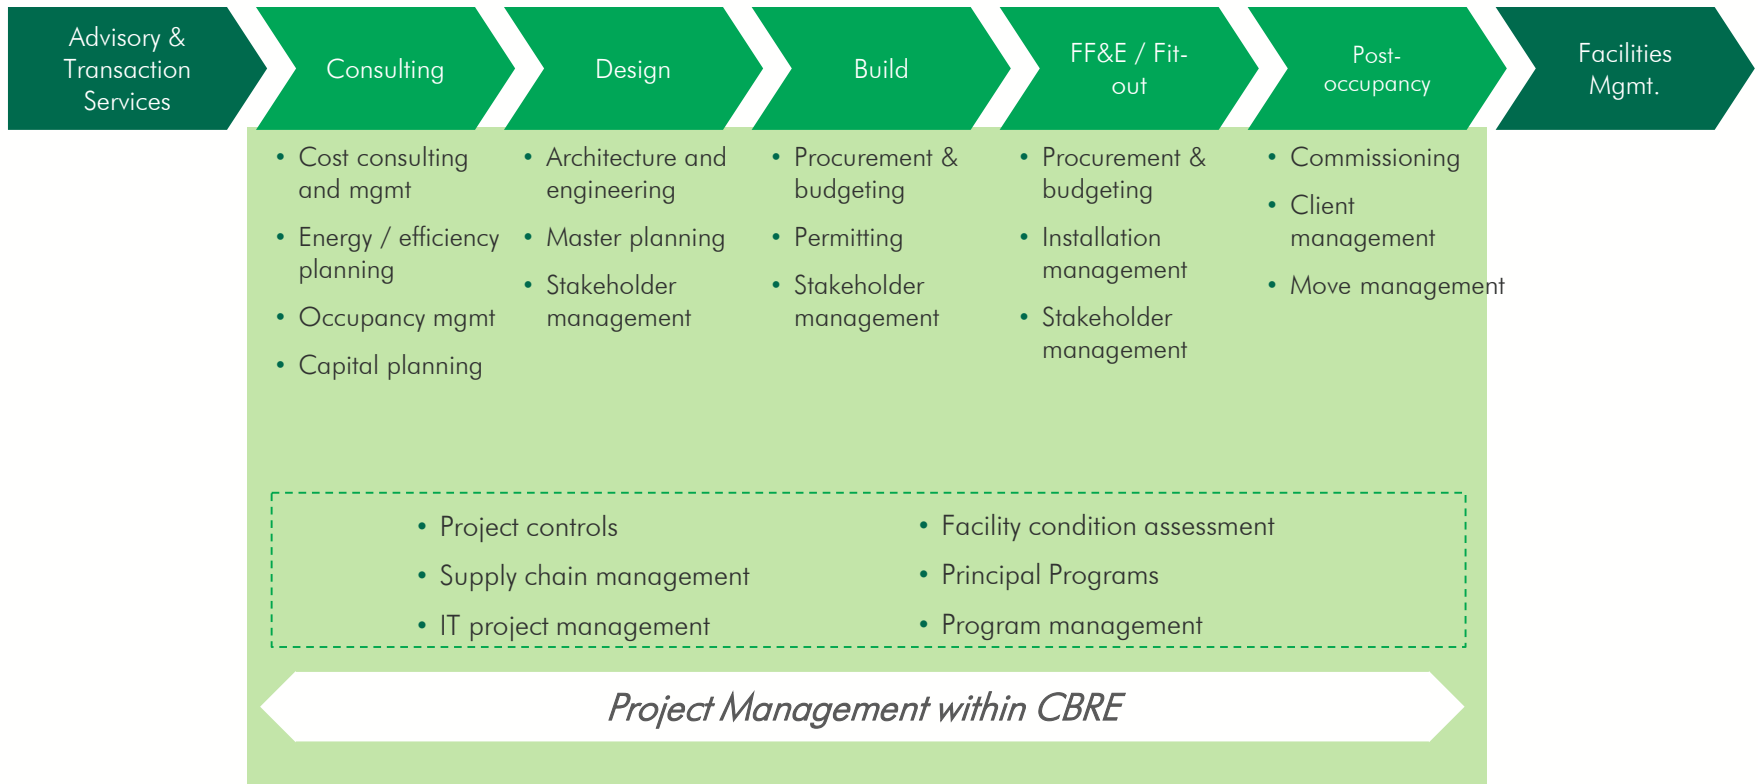 Advisory &
Transaction
Services
Consulting
Design
Build
FF&E / Fit-
out
Post-
occupancy
Facilities
Mgmt.
• Cost consulting
and mgmt
• Energy / efficiency
planning
• Occupancy mgmt
• Capital planning
• Architecture and
engineering
• Master planning
• Stakeholder
management
• Procurement &
budgeting
• Permitting
• Stakeholder
management
• Procurement &
budgeting
• Installation
management
• Stakeholder
management
• Commissioning
• Client
management
• Move management
• Project controls
• Supply chain management
• IT project management
• Facility condition assessment
• Principal Programs
• Program management
Project Management within CBRE